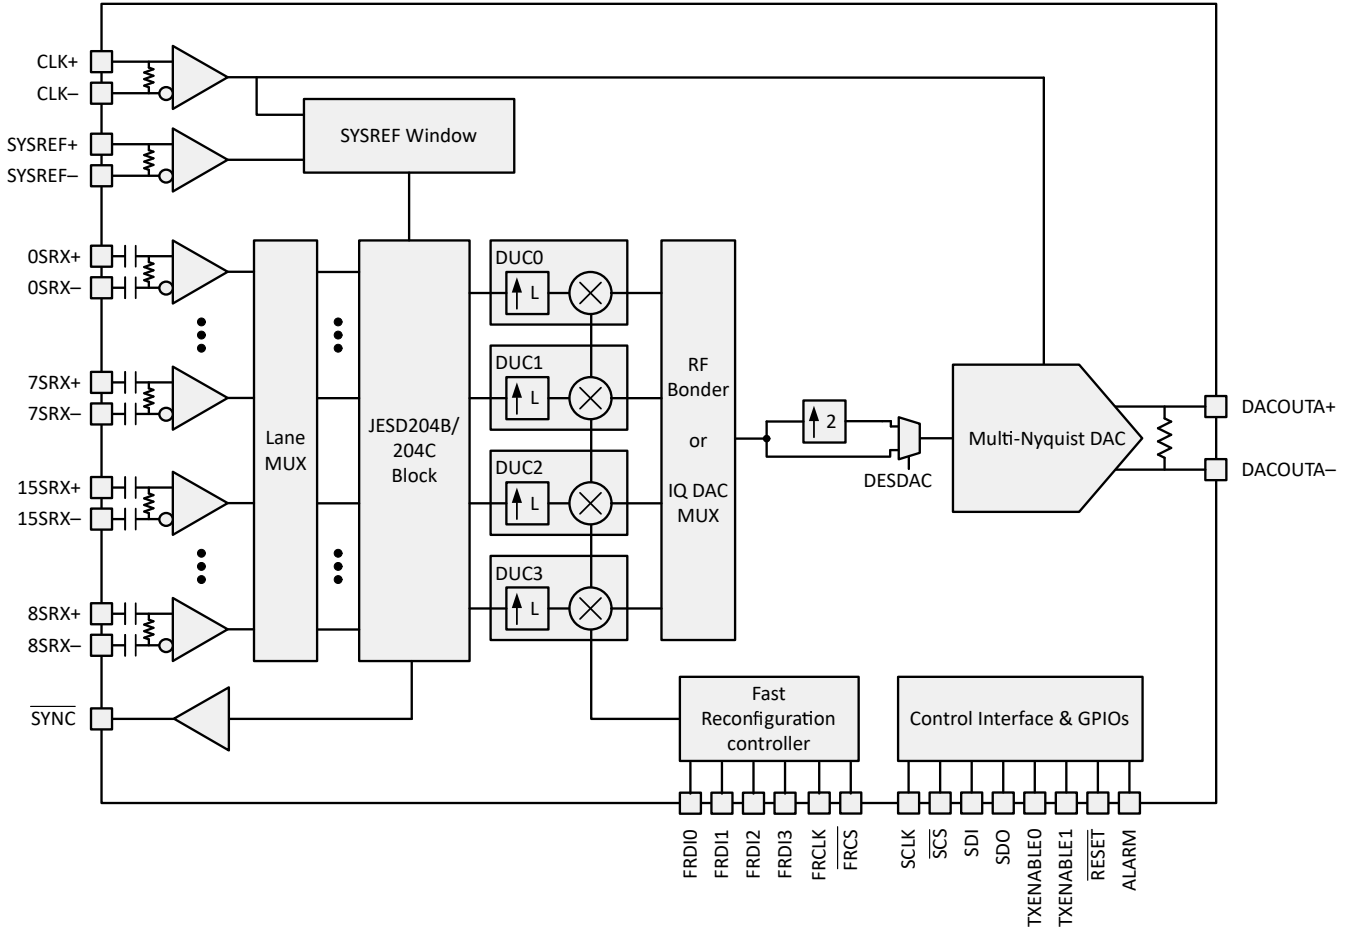 CLK+
CLK–
SYSREF+
SYSREF–
SYSREF Window
0SRX+
0SRX–
7SRX+
7SRX–
15SRX+
15SRX–
8SRX+
8SRX–
SYNC
Lane
MUX
JESD204B/
204C
Block
DUC0
L
DUC1
L
DUC2
L
DUC3
L
RF
Bonder
or
IQ DAC
MUX
2
DESDAC
Multi-Nyquist DAC
DACOUTA+
DACOUTA–
Fast
Reconfiguration
controller
Control Interface & GPIOs
FRDI0
FRDI1
FRDI2
FRDI3
FRCLK
FRCS
SCLK
SCS
SDI
SDO
TXENABLE0
TXENABLE1
RESET
ALARM